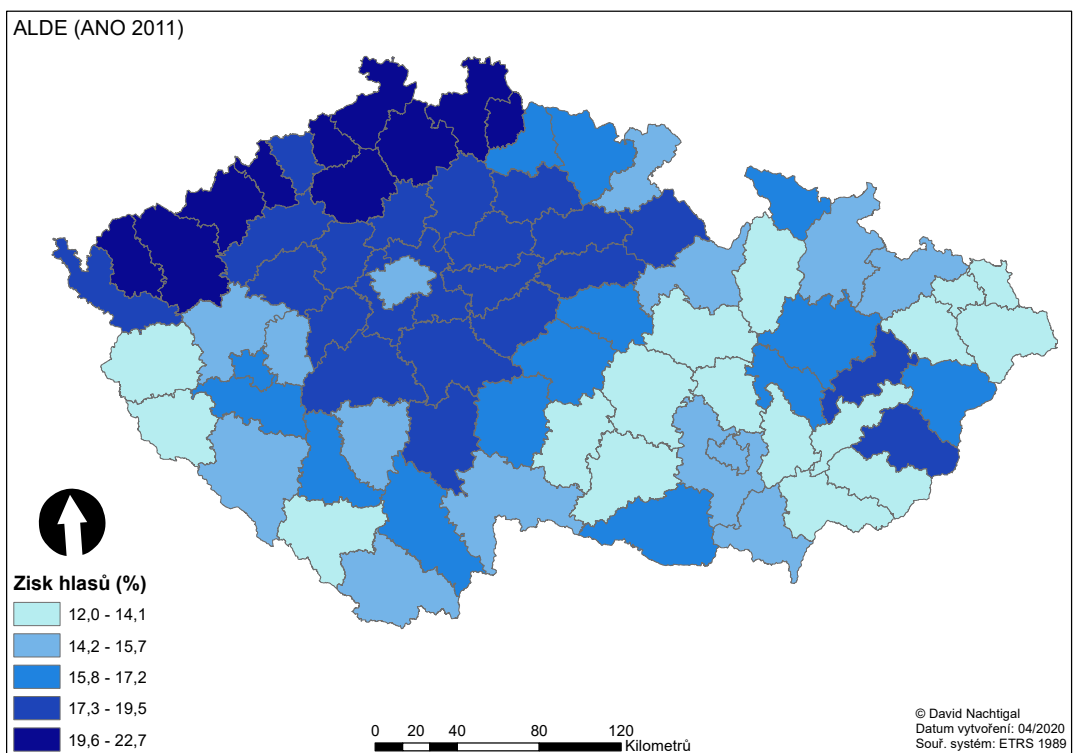 ALDE (ANO 2011)
Zisk hlasů (%)
12,0 - 14,1
14,2 - 15,7
15,8 - 17,2
17,3 - 19,5
19,6 - 22,7
0 20 40 80 120
Kilometrů
© David Nachtigal
Datum vytvoření: 04/2020
Souř. systém: ETRS 1989